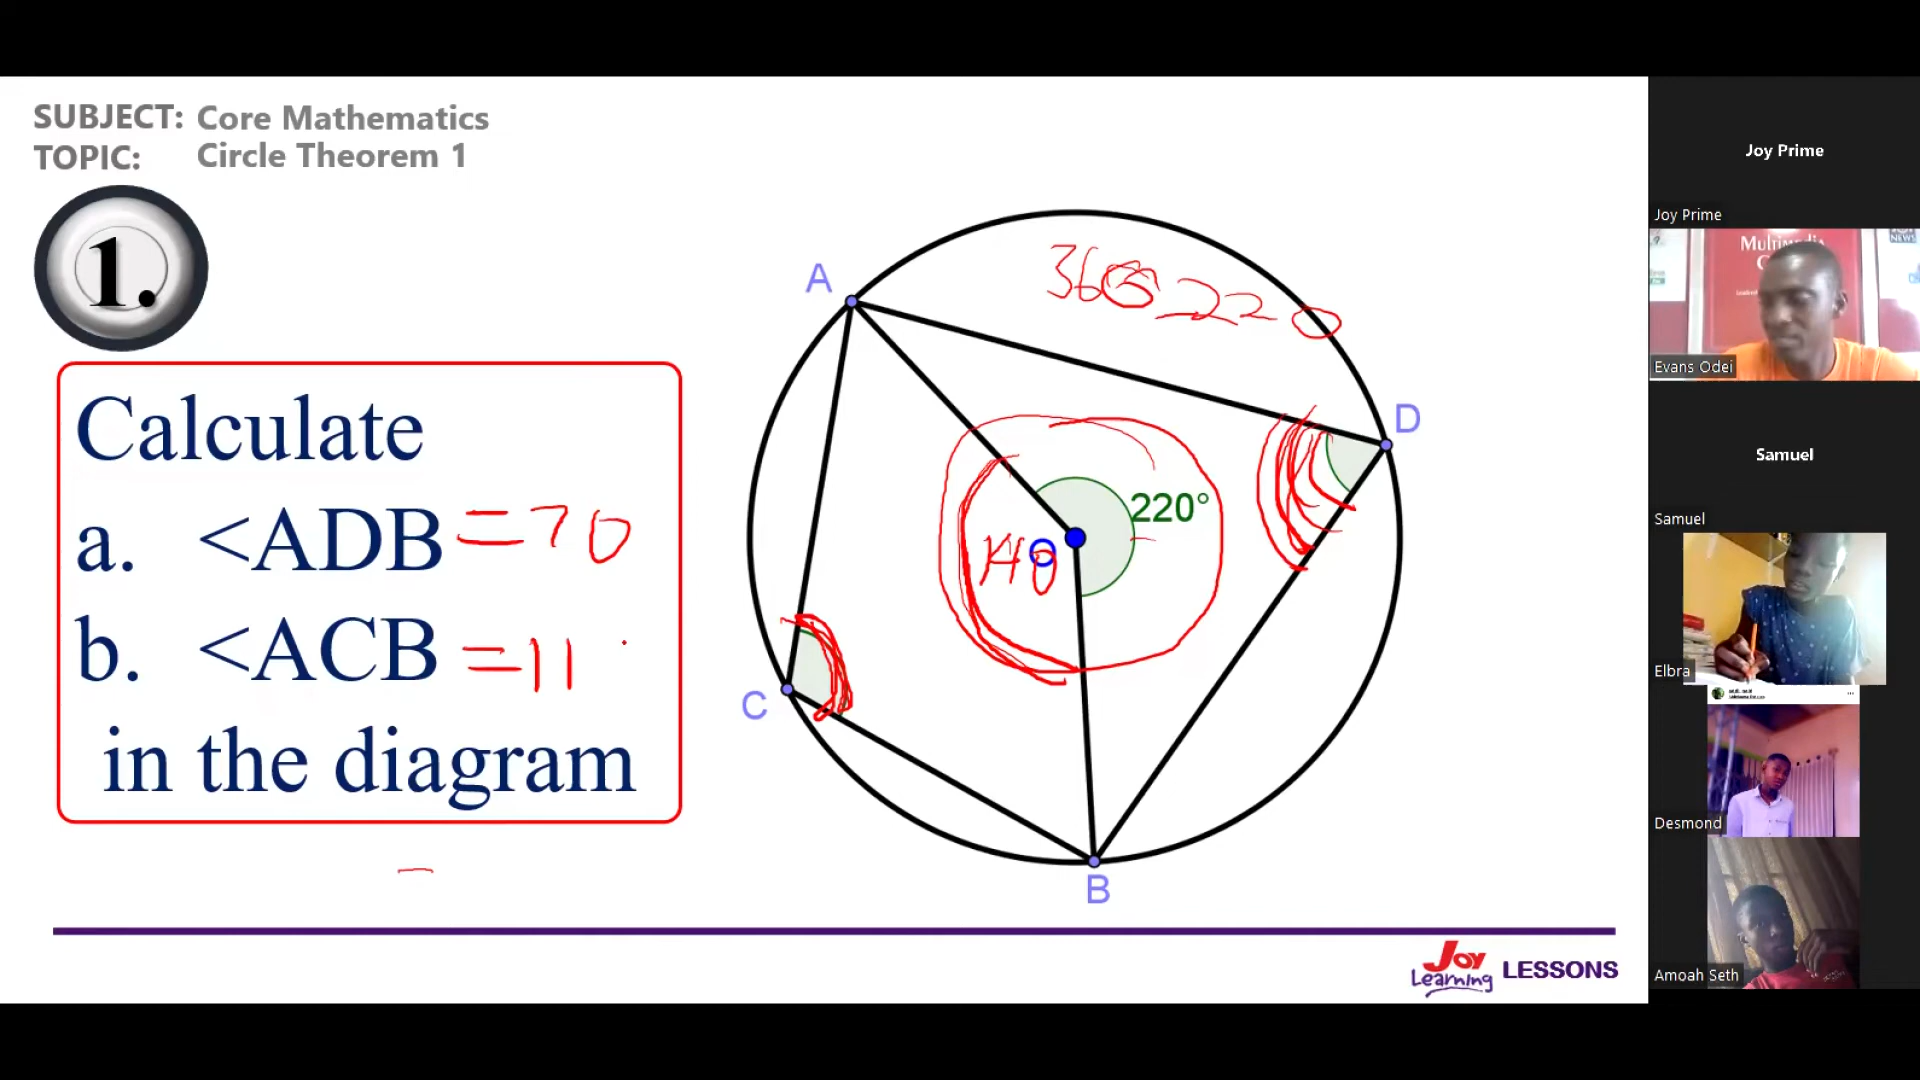 SUBJECT: Core Mathematics
TOPIC: Circle Theorem 1
1.
Calculate
a. <ADB = 70
b. <ACB = 11
in the diagram
A
D
C
B
O
220°
140
360 220
Joy Learning LESSONS
Joy Prime
Joy Prime
Evans Odei
Samuel
Samuel
Elbra
Desmond
Amoah Seth